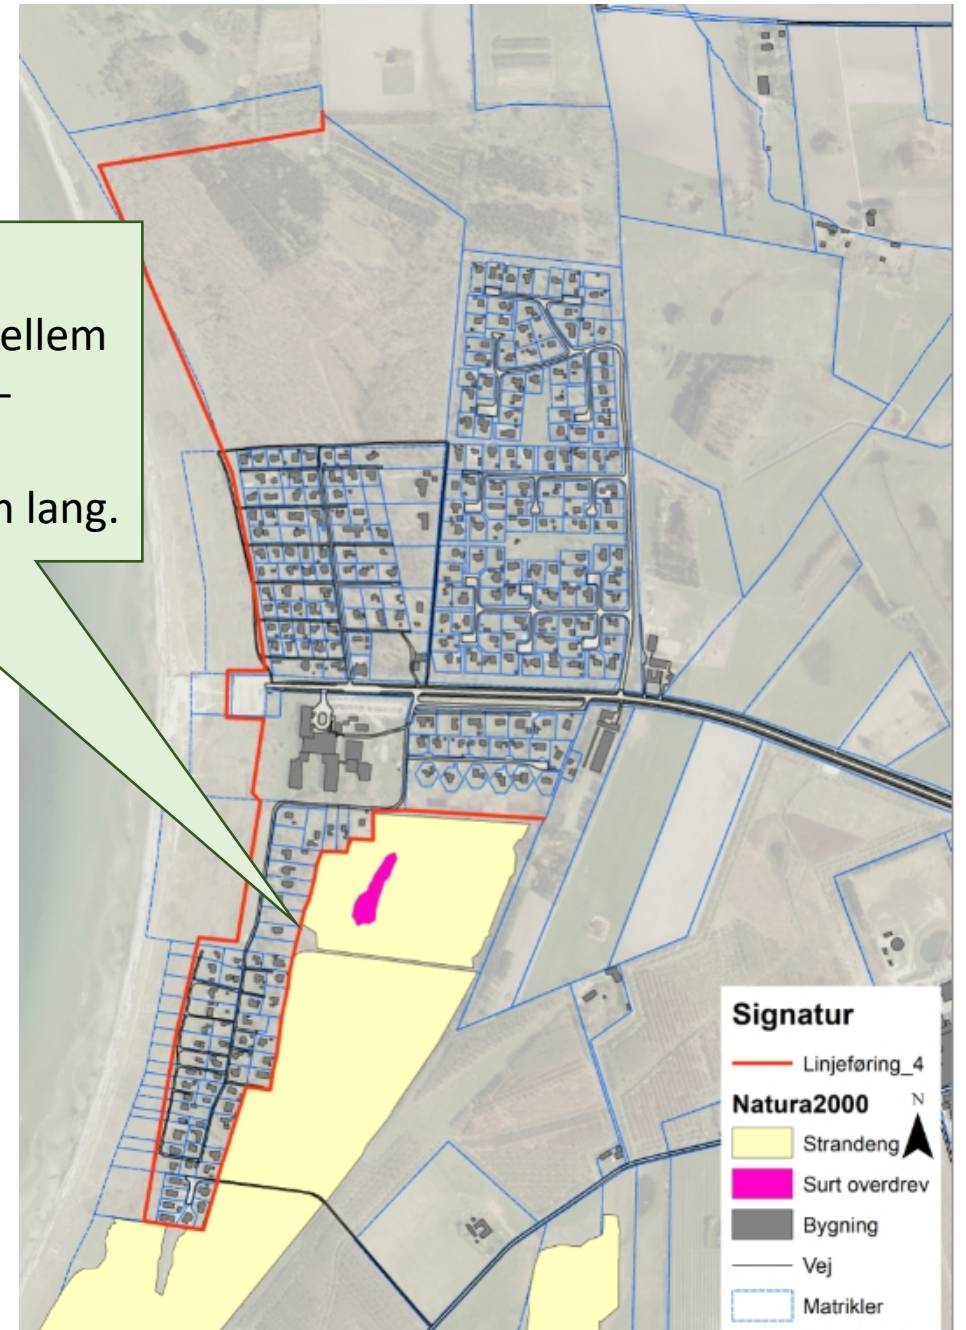 ellem
–
m lang.
Signatur
Linjeføring_4
Natura2000
N
Strandeng
Surt overdrev
Bygning
Vej
Matrikler